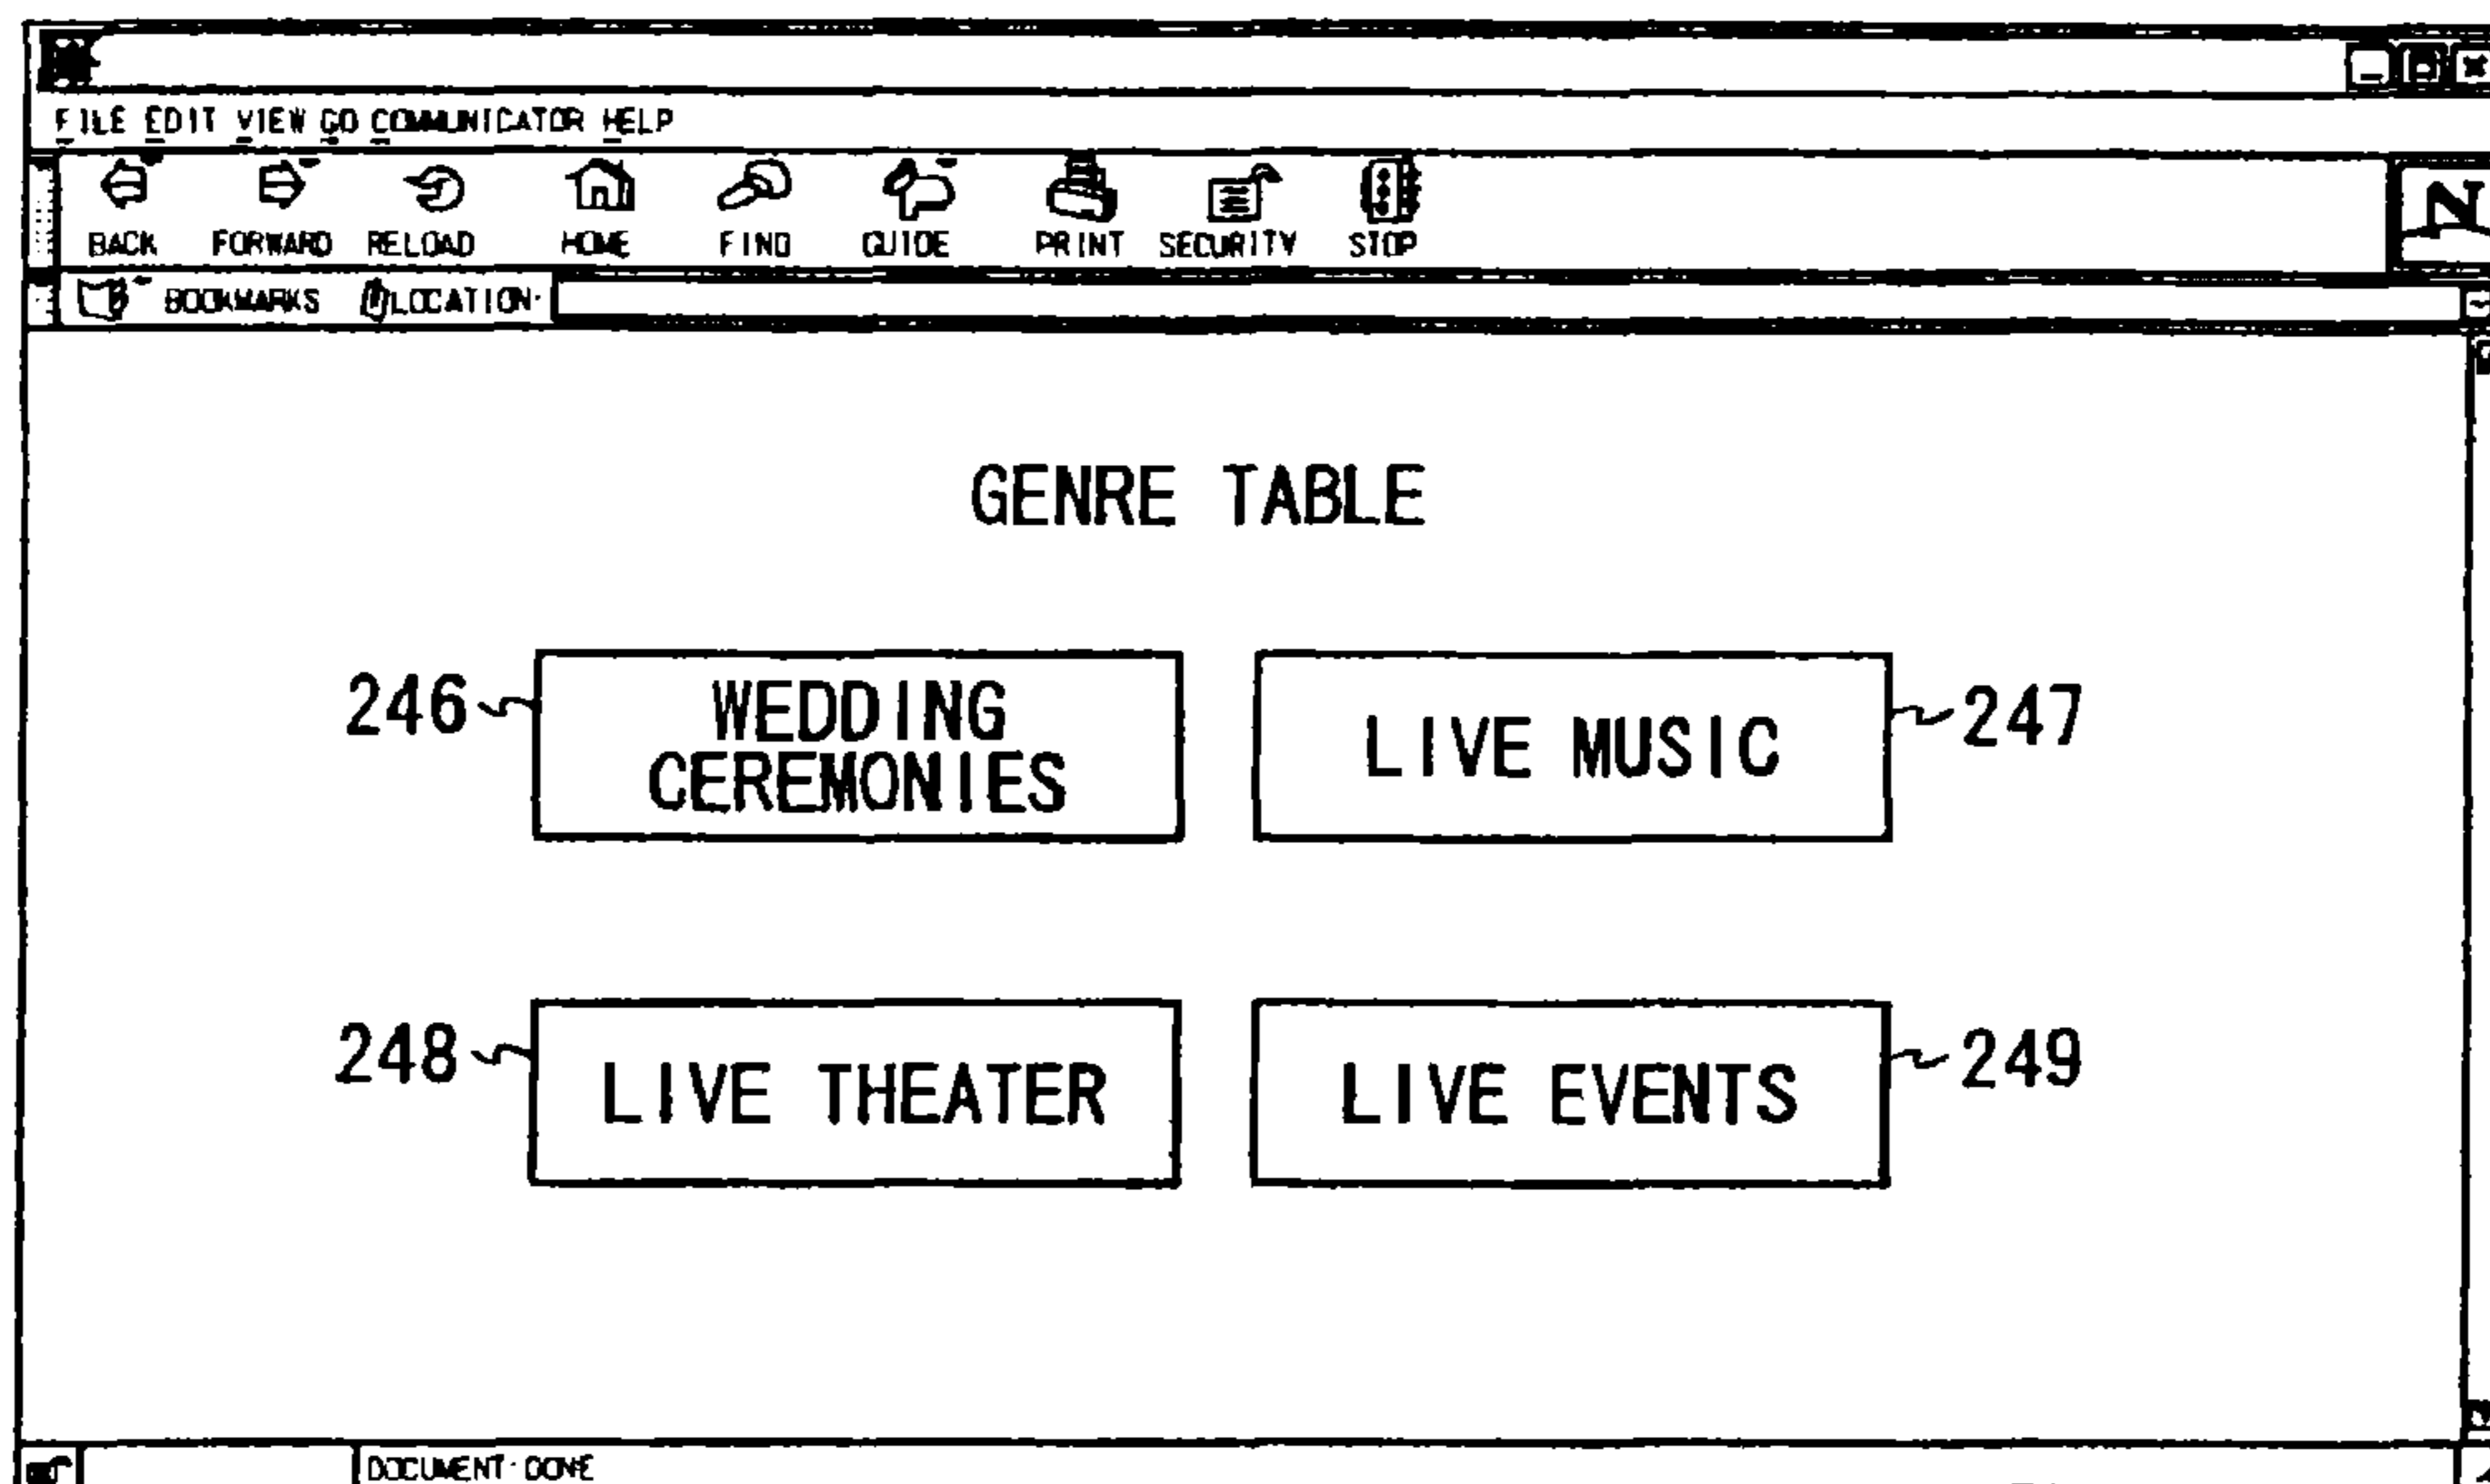 FILE EDIT VIEW GO COMMUNICATOR HELP
BACK FORWARD RELOAD HOME FIND GUIDE PRINT SECURITY STOP
N
BOOKMARKS LOCATION:
GENRE TABLE
246 WEDDING CEREMONIES
LIVE MUSIC 247
248 LIVE THEATER
LIVE EVENTS 249
DOCUMENT: DONE